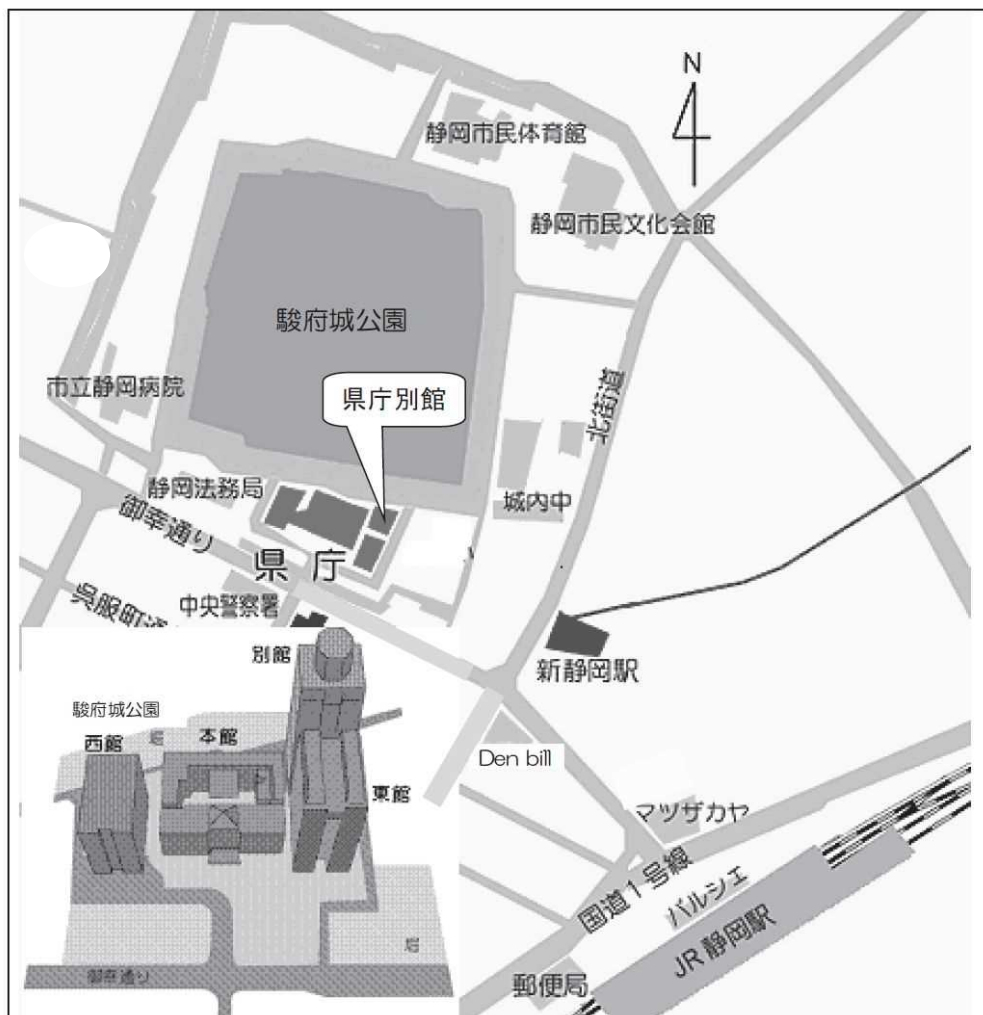 N
静岡市民体育館
静岡市民文化会館
駿府城公園
市立静岡病院
県庁別館
北街道
静岡法務局
城内中
御幸通り
県庁
中央警察署
呉服町通
新静岡駅
別館
駿府城公園
堀
本館
西館
東館
Den bill
マツザカヤ
国道1号線
パルシェ
JR 静岡駅
堀
御幸通り
郵便局